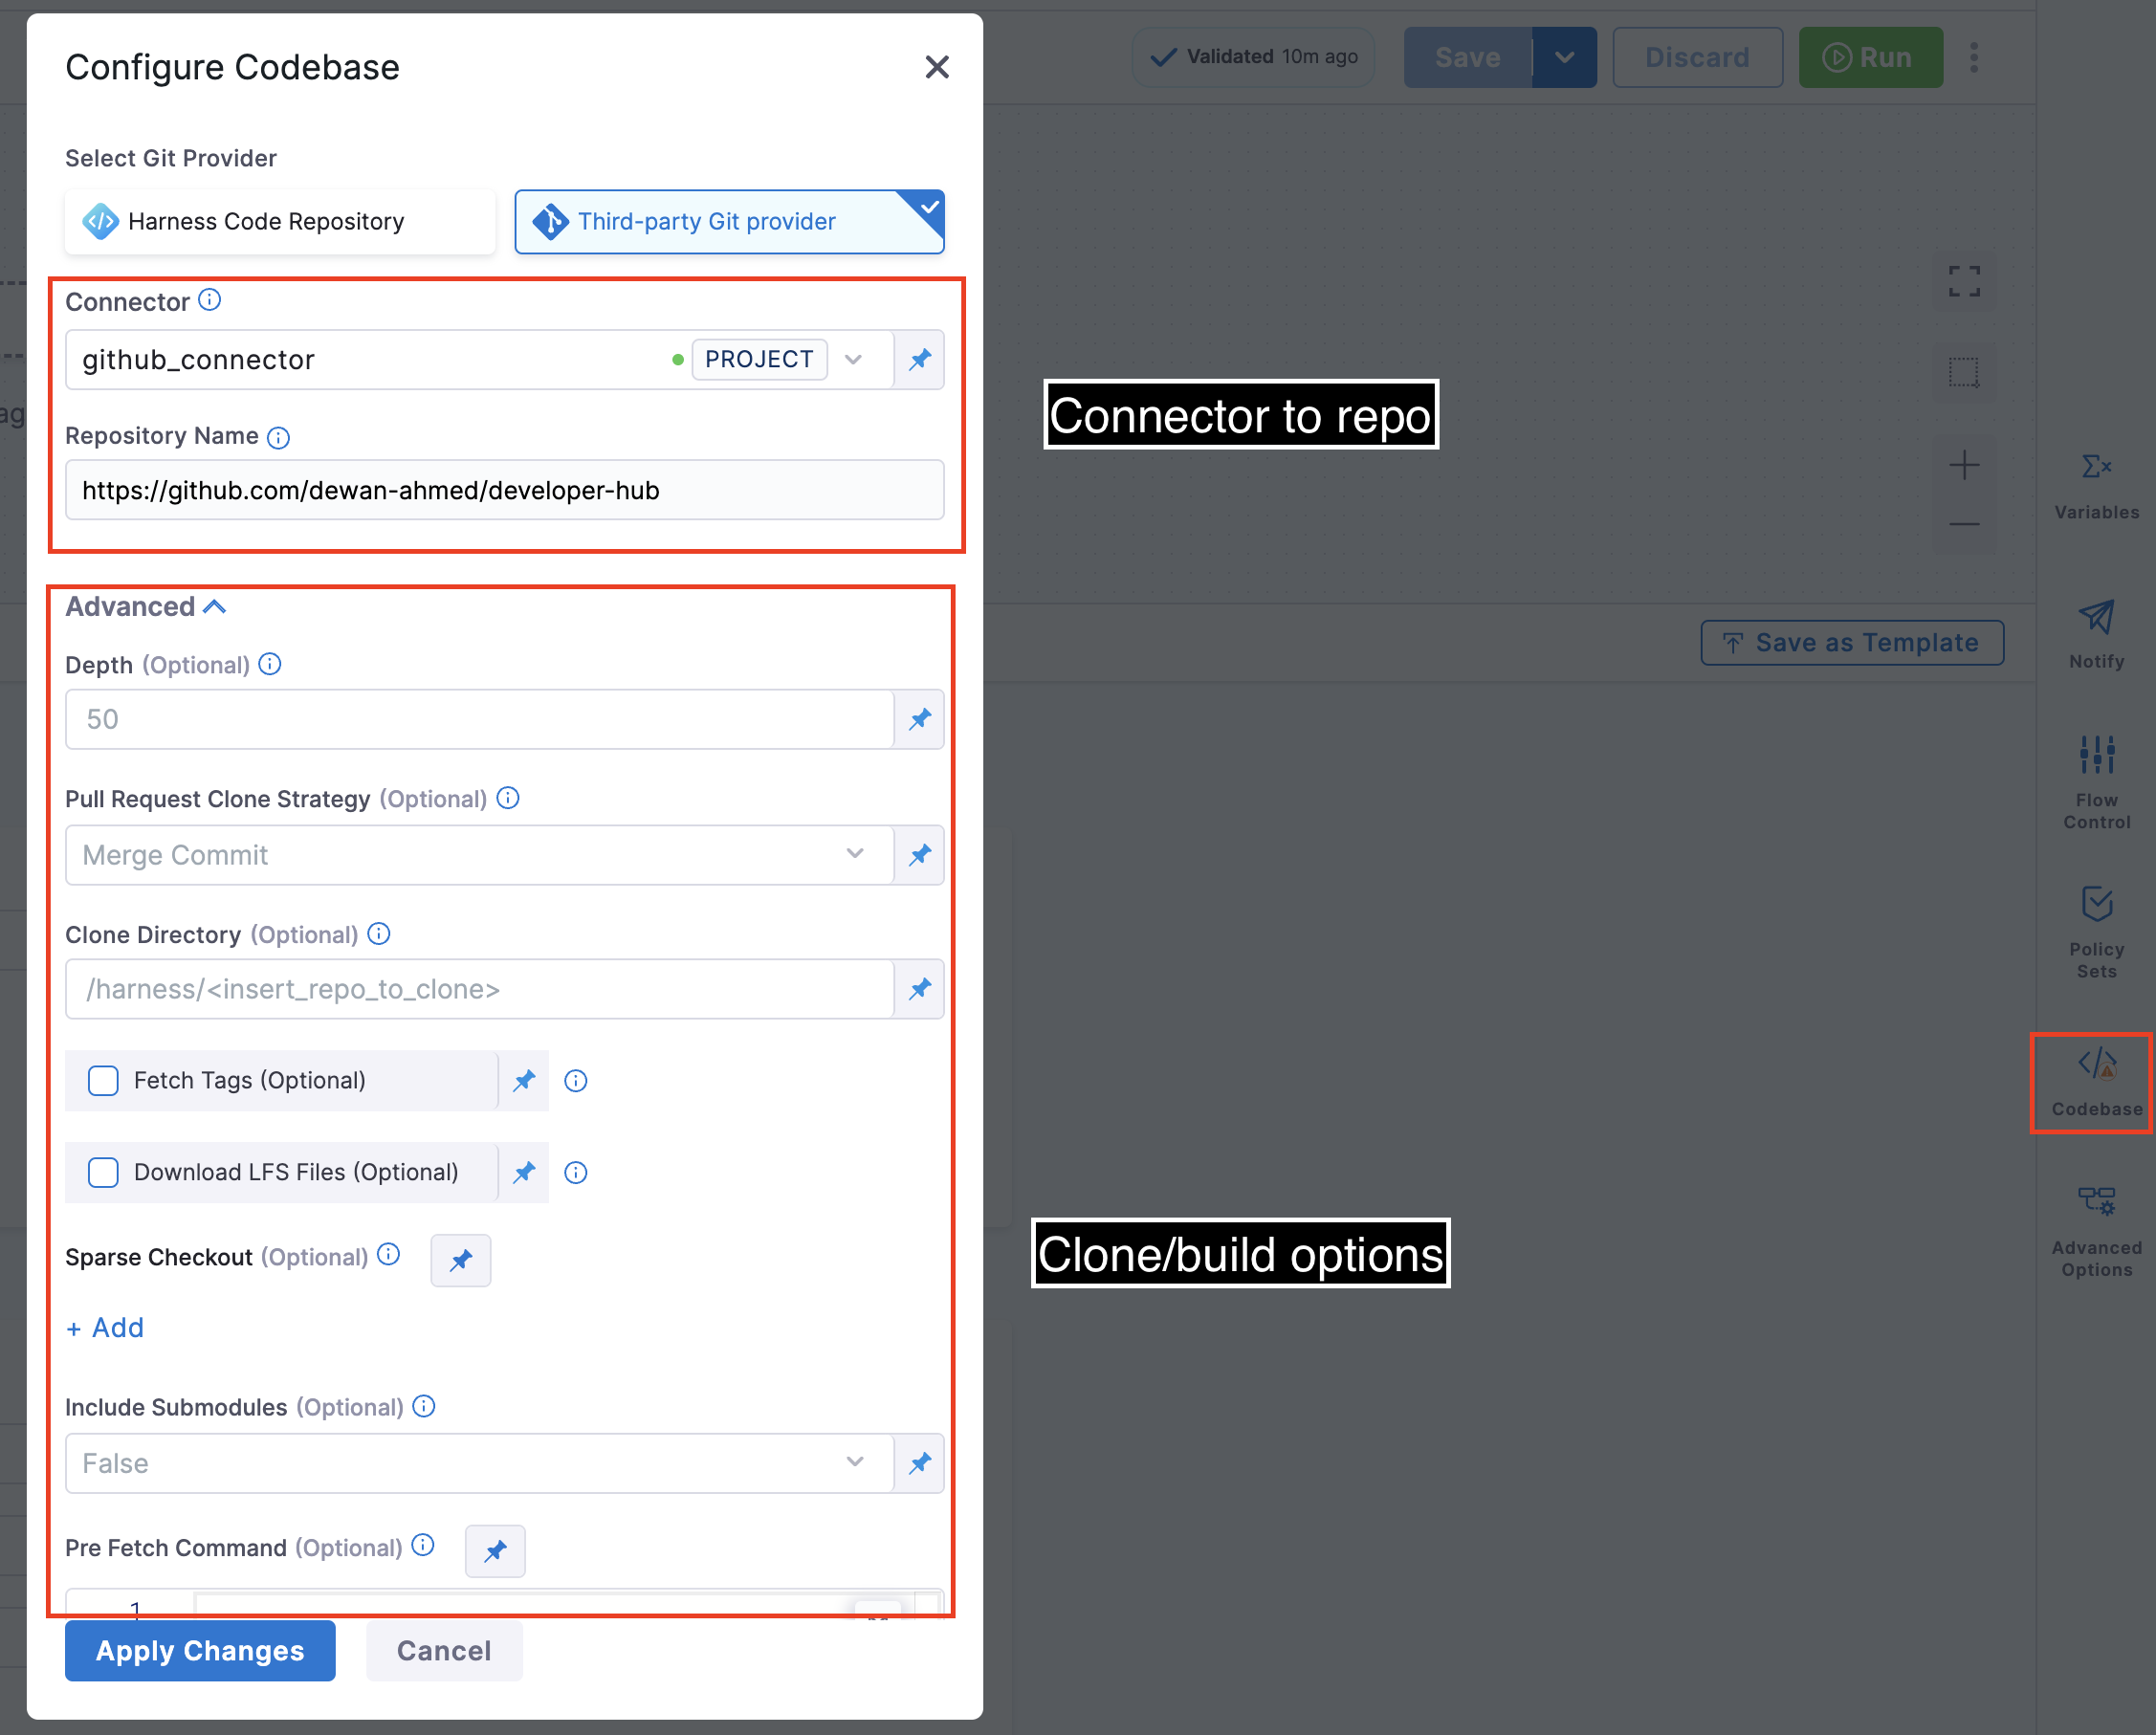 Configure Codebase
Validated 10m ago
Save
Discard
Run
Select Git Provider
Harness Code Repository
Third-party Git provider
Connector
github_connector
PROJECT
Repository Name
https://github.com/dewan-ahmed/developer-hub
Connector to repo
Advanced
Depth (Optional)
50
Pull Request Clone Strategy (Optional)
Merge Commit
Clone Directory (Optional)
/harness/<insert_repo_to_clone>
Fetch Tags (Optional)
Download LFS Files (Optional)
Sparse Checkout (Optional)
+ Add
Include Submodules (Optional)
False
Pre Fetch Command (Optional)
1
Apply Changes
Cancel
Clone/build options
Save as Template
Variables
Notify
Flow
Control
Policy
Sets
Codebase
Advanced
Options